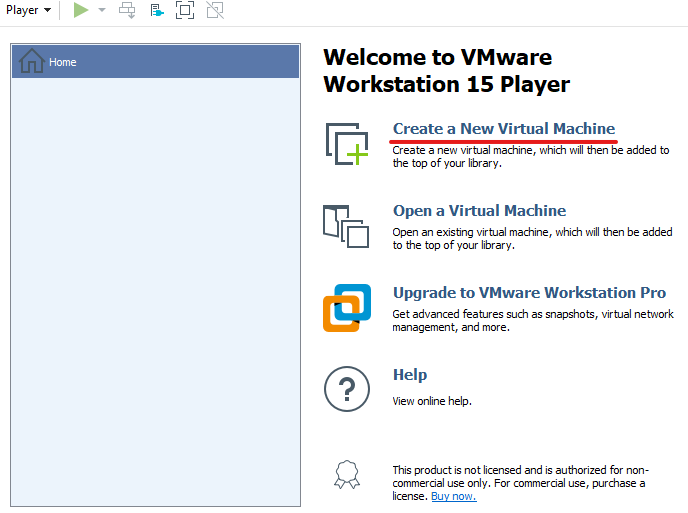 Player
Home
Welcome to VMware
Workstation 15 Player
Create a New Virtual Machine
Create a new virtual machine, which will then be added to
the top of your library.
Open a Virtual Machine
Open an existing virtual machine, which will then be added
to the top of your library.
Upgrade to VMware Workstation Pro
Get advanced features such as snapshots, virtual network
management, and more.
Help
?
View online help.
This product is not licensed and is authorized for non-
commercial use only. For commercial use, purchase a
license. Buy now.